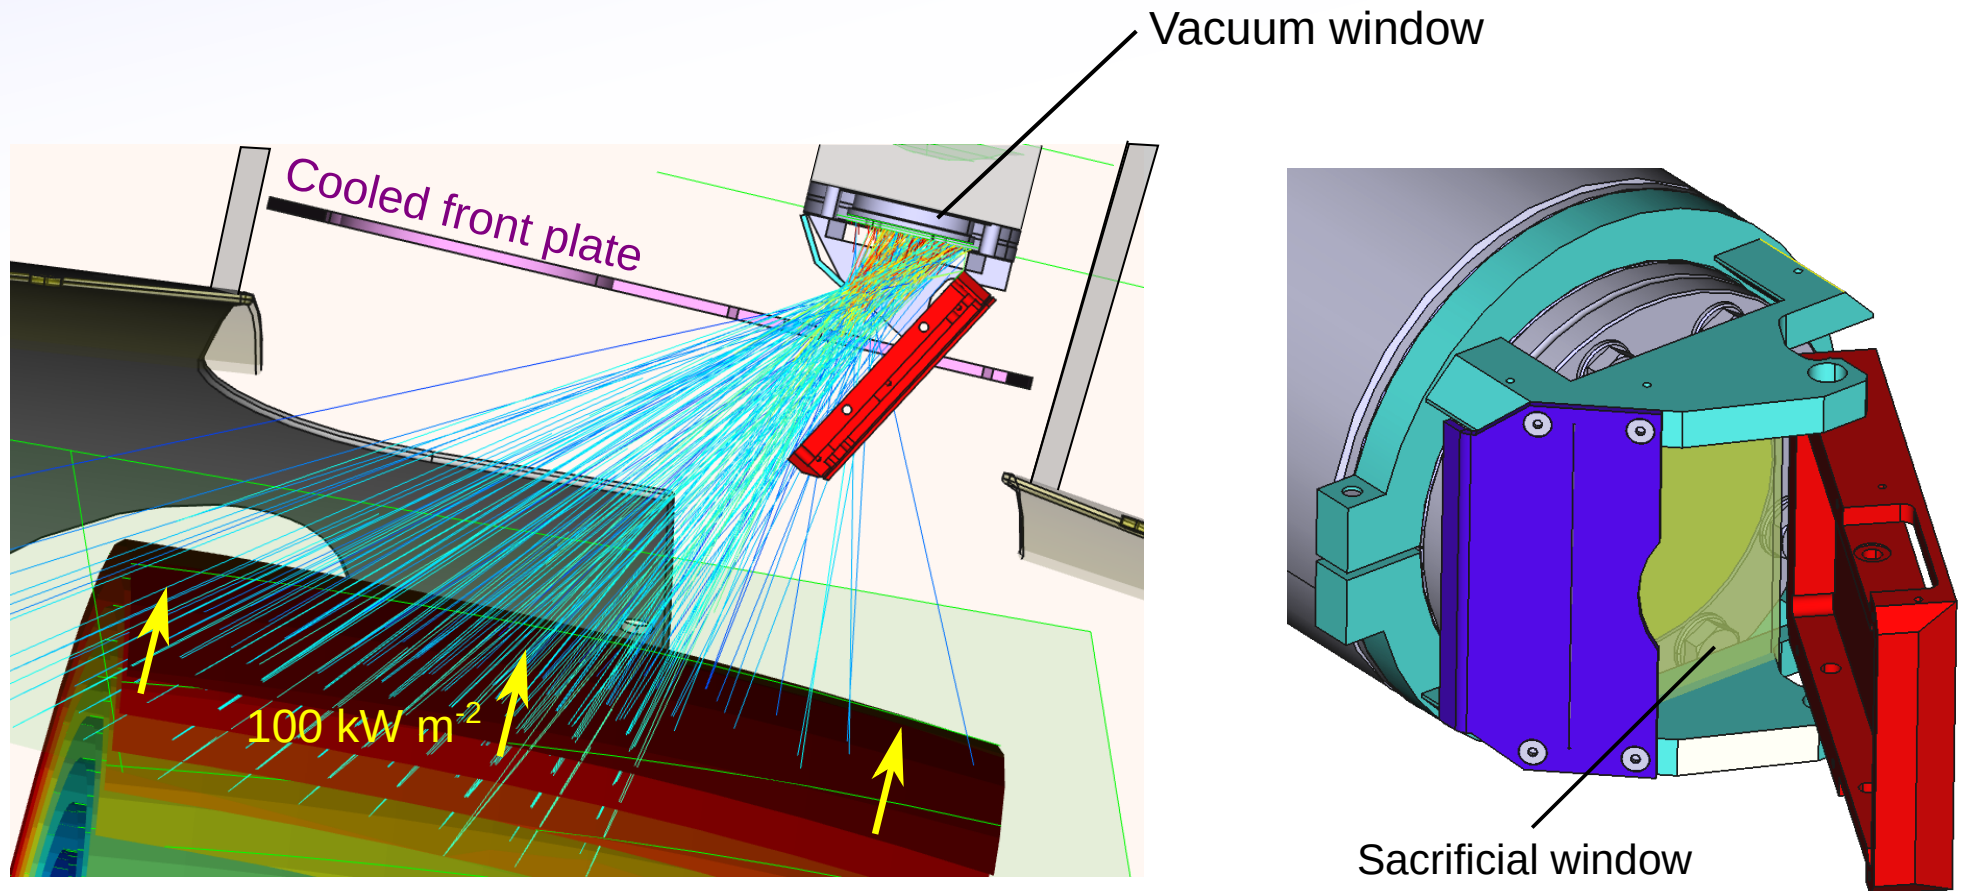 Vacuum window
Cooled front plate
100 kW m-2
Sacrificial window